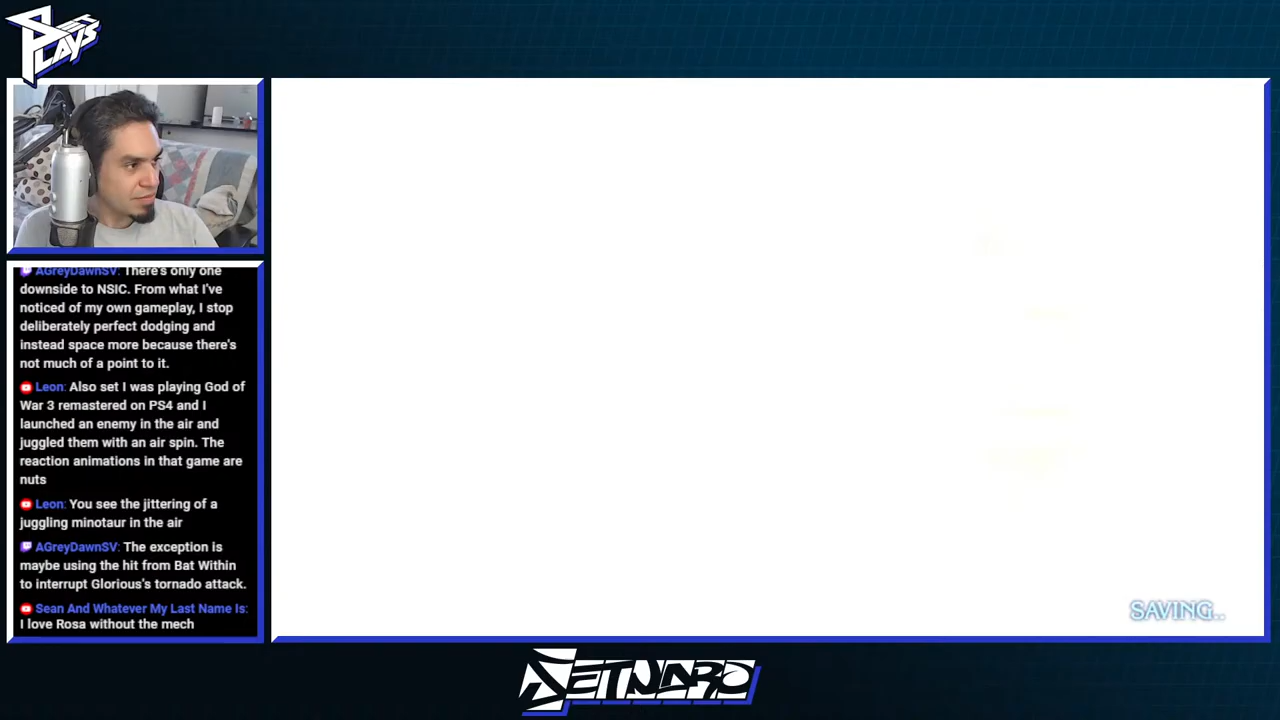 SET
PLAYS
AGreyDawnSV: There's only one
downside to NSIC. From what I've
noticed of my own gameplay, I stop
deliberately perfect dodging and
instead space more because there's
not much of a point to it.
Leon: Also set I was playing God of
War 3 remastered on PS4 and I
launched an enemy in the air and
juggled them with an air spin. The
reaction animations in that game are
nuts
Leon: You see the jittering of a
juggling minotaur in the air
AGreyDawnSV: The exception is
maybe using the hit from Bat Within
to interrupt Glorious's tornado attack.
Sean And Whatever My Last Name Is:
I love Rosa without the mech
SAVING..
SETNARO